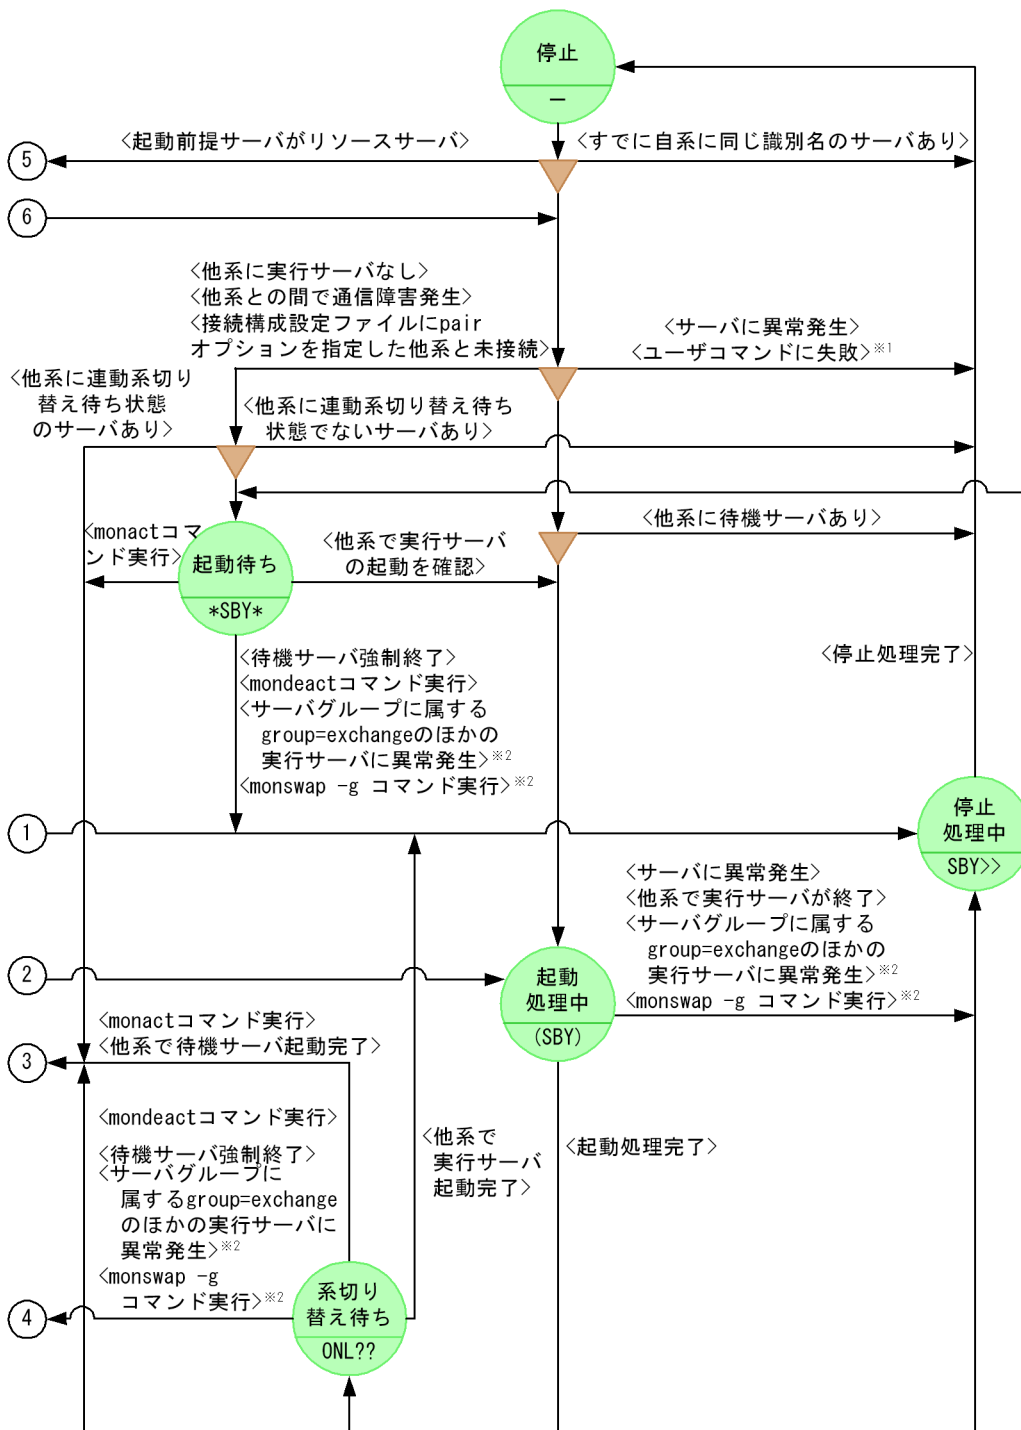 停止
－
<起動前提サーバがリソースサーバ>
<すでに自系に同じ識別名のサーバあり>
5
6
<他系に実行サーバなし>
<他系との間で通信障害発生>
<接続構成設定ファイルにpair
オプションを指定した他系と未接続>
<サーバに異常発生>
<ユーザコマンドに失敗>※1
<他系に連動系切り
替え待ち状態
のサーバあり>
<他系に連動系切り替え待ち
状態でないサーバあり>
<monactコマ
ンド実行>
起動待ち
*SBY*
<他系で実行サーバ
の起動を確認>
<他系に待機サーバあり>
<待機サーバ強制終了>
<mondeactコマンド実行>
<サーバグループに属する
group=exchangeのほかの
実行サーバに異常発生>※2
<monswap -g コマンド実行>※2
<停止処理完了>
1
停止
処理中
SBY>>
<サーバに異常発生>
<他系で実行サーバが終了>
<サーバグループに属する
group=exchangeのほかの
実行サーバに異常発生>※2
<monswap -g コマンド実行>※2
2
起動
処理中
(SBY)
<monactコマンド実行>
<他系で待機サーバ起動完了>
3
<mondeactコマンド実行>
<待機サーバ強制終了>
<サーバグループに
属するgroup=exchange
のほかの実行サーバに
異常発生>※2
<monswap -g
コマンド実行>※2
<他系で
実行サーバ
起動完了>
<起動処理完了>
4
系切り
替え待ち
ONL??